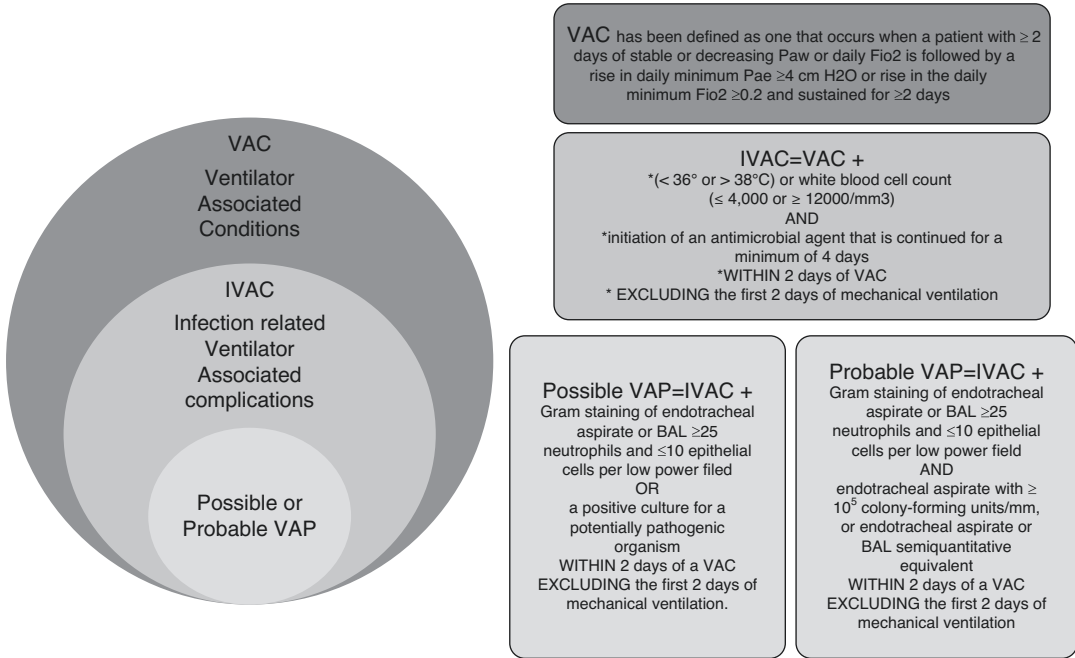 VAC
Ventilator
Associated
Conditions
IVAC
Infection related
Ventilator
Associated
complications
Possible or
Probable VAP
VAC has been defined as one that occurs when a patient with ≥ 2
days of stable or decreasing Paw or daily Fio2 is followed by a
rise in daily minimum Pae ≥4 cm H2O or rise in the daily
minimum Fio2 ≥0.2 and sustained for ≥2 days
IVAC=VAC +
*(< 36° or > 38°C) or white blood cell count
(≤ 4,000 or ≥ 12000/mm3)
AND
*initiation of an antimicrobial agent that is continued for a
minimum of 4 days
*WITHIN 2 days of VAC
* EXCLUDING the first 2 days of mechanical ventilation
Possible VAP=IVAC +
Gram staining of endotracheal
aspirate or BAL ≥25
neutrophils and ≤10 epithelial
cells per low power filed
OR
a positive culture for a
potentially pathogenic
organism
WITHIN 2 days of a VAC
EXCLUDING the first 2 days of
mechanical ventilation.
Probable VAP=IVAC +
Gram staining of endotracheal
aspirate or BAL ≥25
neutrophils and ≤10 epithelial
cells per low power field
AND
endotracheal aspirate with ≥
10⁵ colony-forming units/mm,
or endotracheal aspirate or
BAL semiquantitative
equivalent
WITHIN 2 days of a VAC
EXCLUDING the first 2 days of
mechanical ventilation